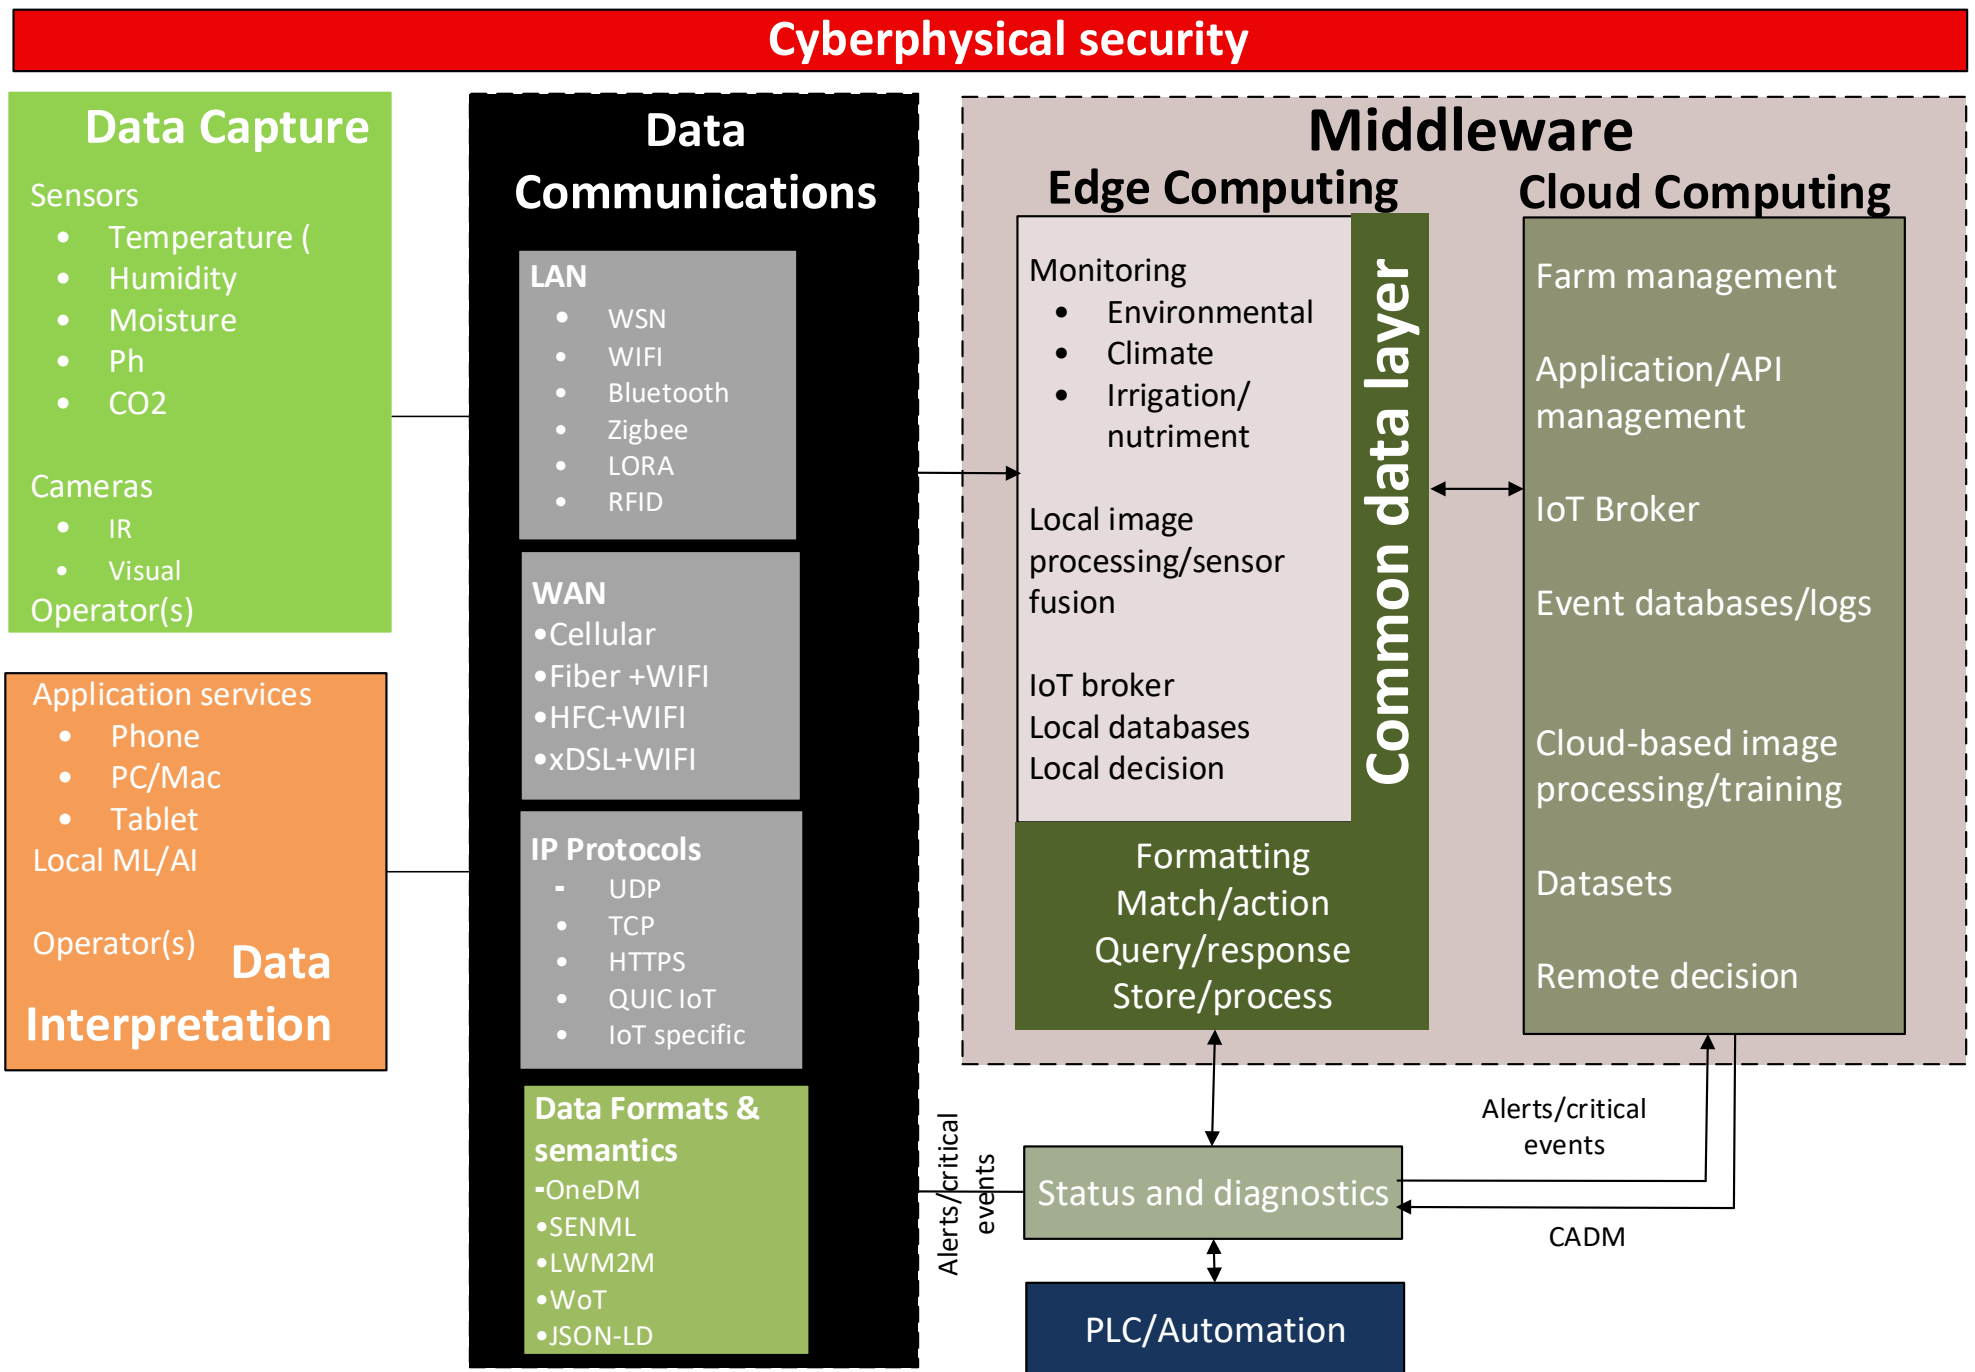 Cyberphysical security
Data Capture
Sensors
• Temperature (
• Humidity
• Moisture
• Ph
• CO2
Cameras
• IR
• Visual
Operator(s)
Application services
• Phone
• PC/Mac
• Tablet
Local ML/AI
Operator(s)
Data
Interpretation
Data
Communications
LAN
• WSN
• WIFI
• Bluetooth
• Zigbee
• LORA
• RFID
WAN
•Cellular
•Fiber +WIFI
•HFC+WIFI
•xDSL+WIFI
IP Protocols
- UDP
• TCP
• HTTPS
• QUIC IoT
• IoT specific
Data Formats &
semantics
-OneDM
•SENML
•LWM2M
•WoT
•JSON-LD
Middleware
Edge Computing
Monitoring
• Environmental
• Climate
• Irrigation/
nutriment
Local image
processing/sensor
fusion
IoT broker
Local databases
Local decision
Common data layer
Formatting
Match/action
Query/response
Store/process
Cloud Computing
Farm management
Application/API
management
IoT Broker
Event databases/logs
Cloud-based image
processing/training
Datasets
Remote decision
Alerts/critical
events
Status and diagnostics
Alerts/critical
events
CADM
PLC/Automation